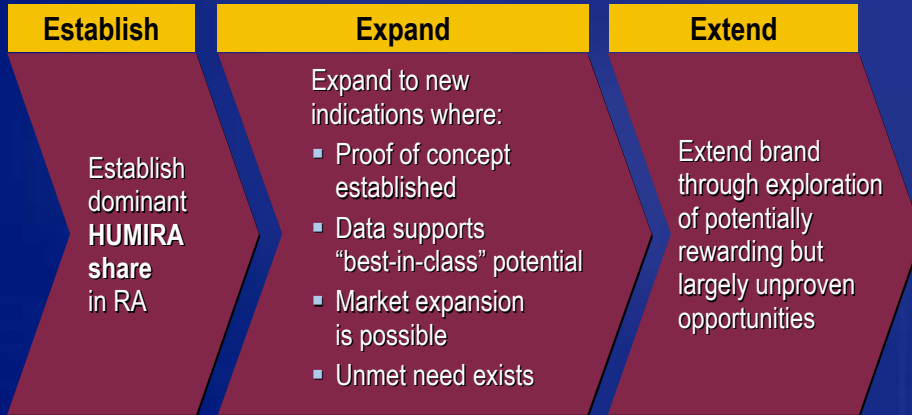 Establish
Establish
dominant
HUMIRA
share
in RA
Expand
Expand to new
indications where:
▪ Proof of concept
established
▪ Data supports
“best-in-class” potential
▪ Market expansion
is possible
▪ Unmet need exists
Extend
Extend brand
through exploration
of potentially
rewarding but
largely unproven
opportunities